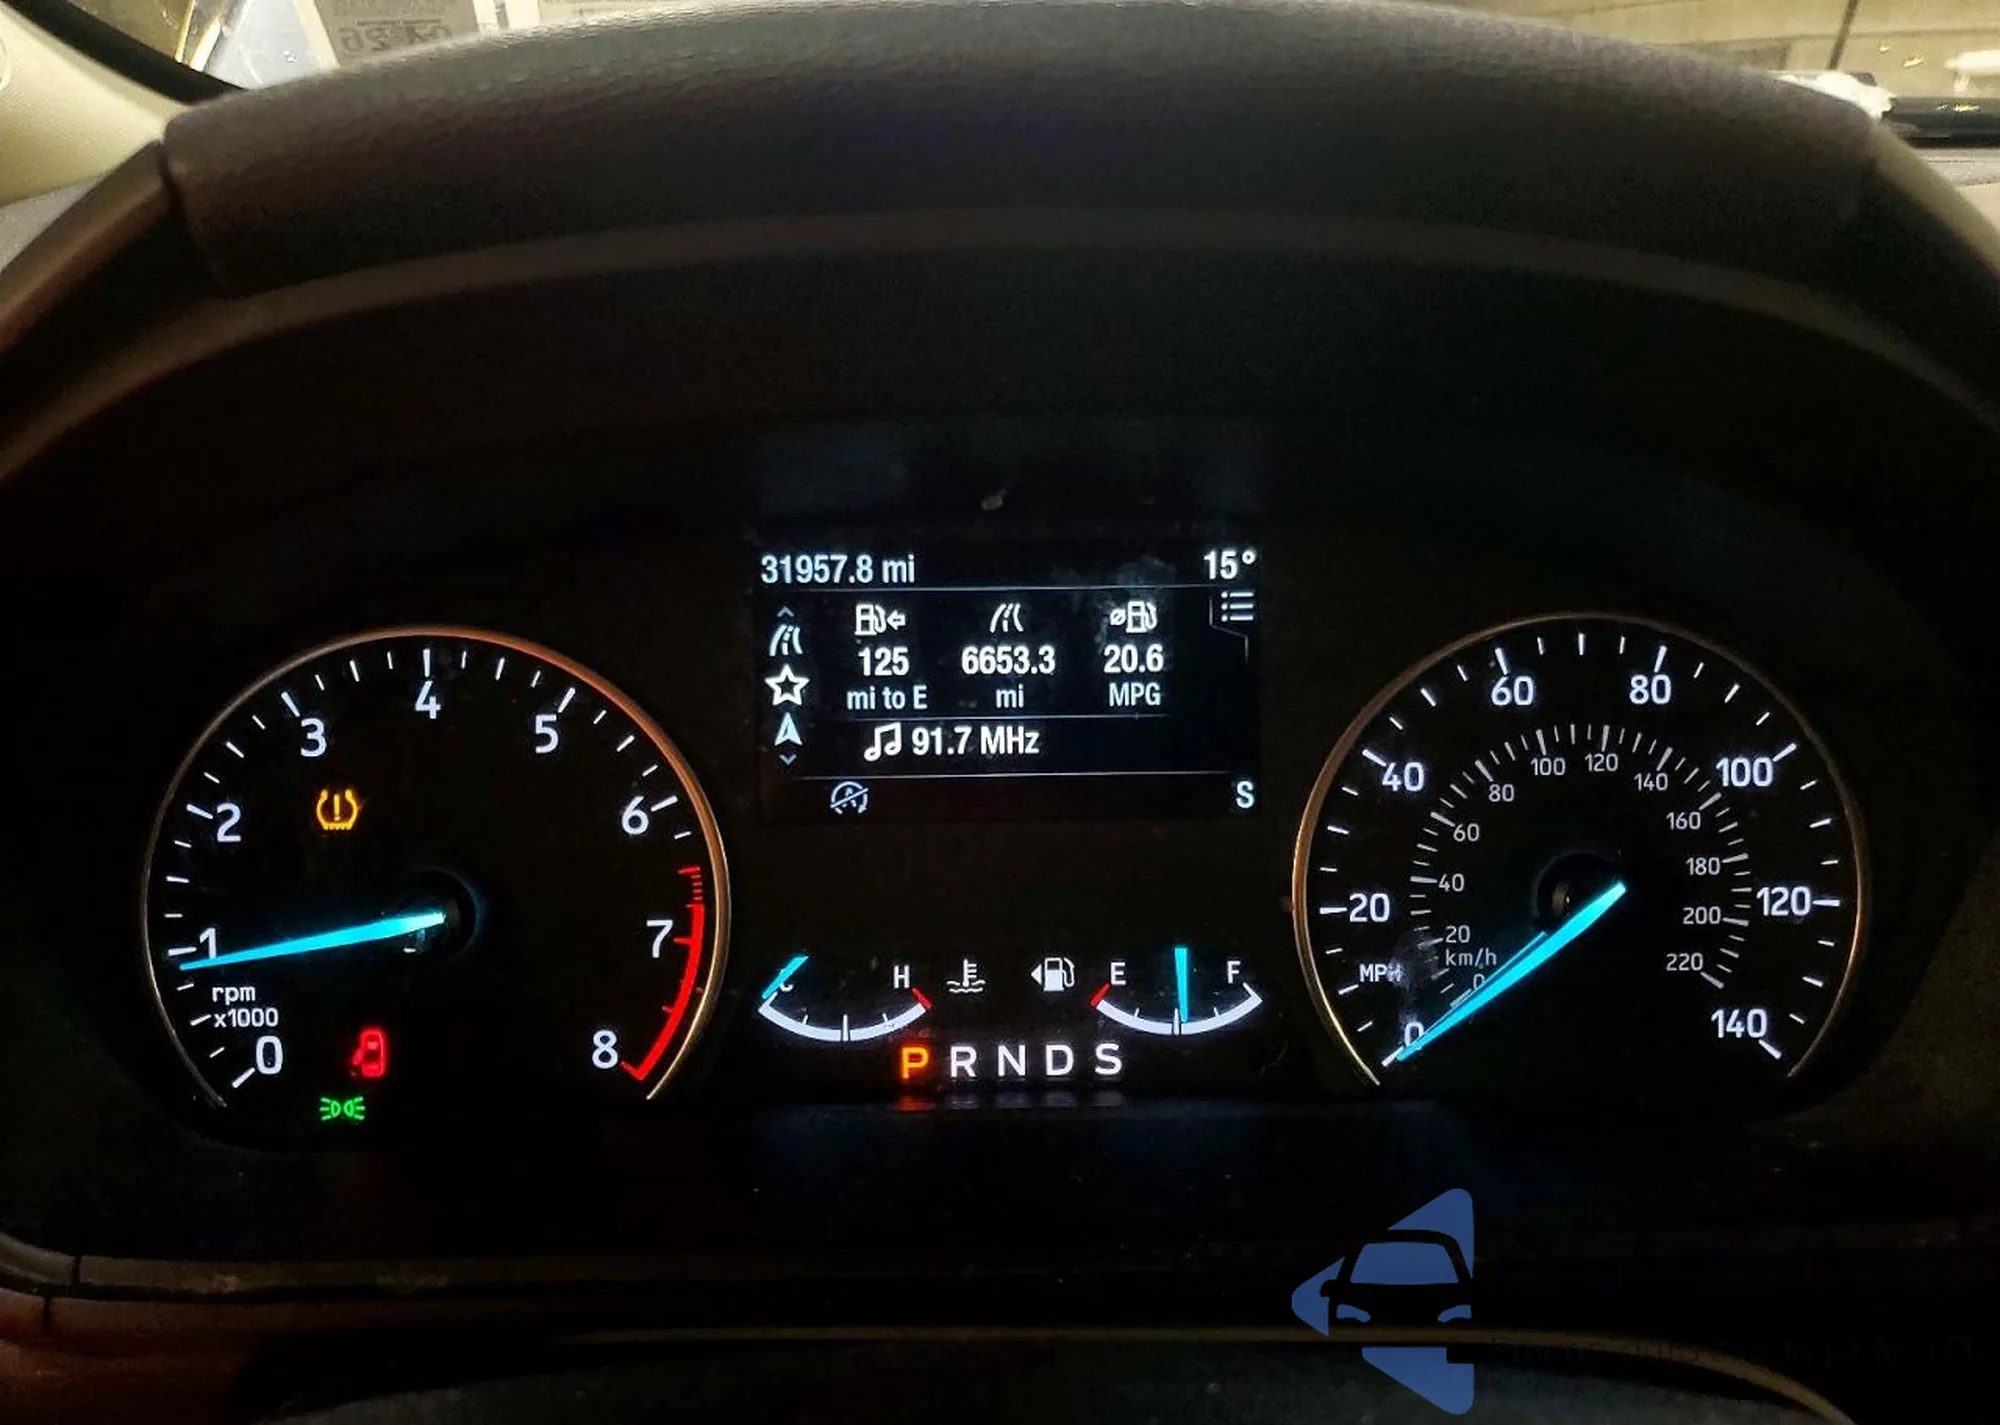 31957.8 mi 15°
125 6653.3 20.6
mi to E mi MPG
91.7 MHz
S
0 1 2 3 4 5 6 7 8
rpm
x1000
H E F
P R N D S
0 20 40 60 80 100 120 140
MPH
0 20 40 60 80 100 120 140 160 180 200 220
km/h